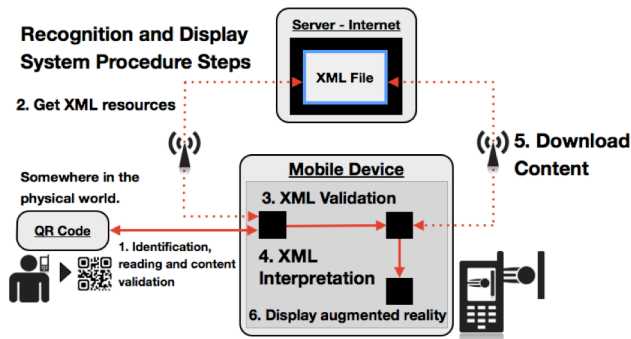 Recognition and Display
System Procedure Steps
Server - Internet
XML File
2. Get XML resources
5. Download
Content
Somewhere in the
physical world.
QR Code
1. Identification,
reading and content
validation
Mobile Device
3. XML Validation
4. XML
Interpretation
6. Display augmented reality